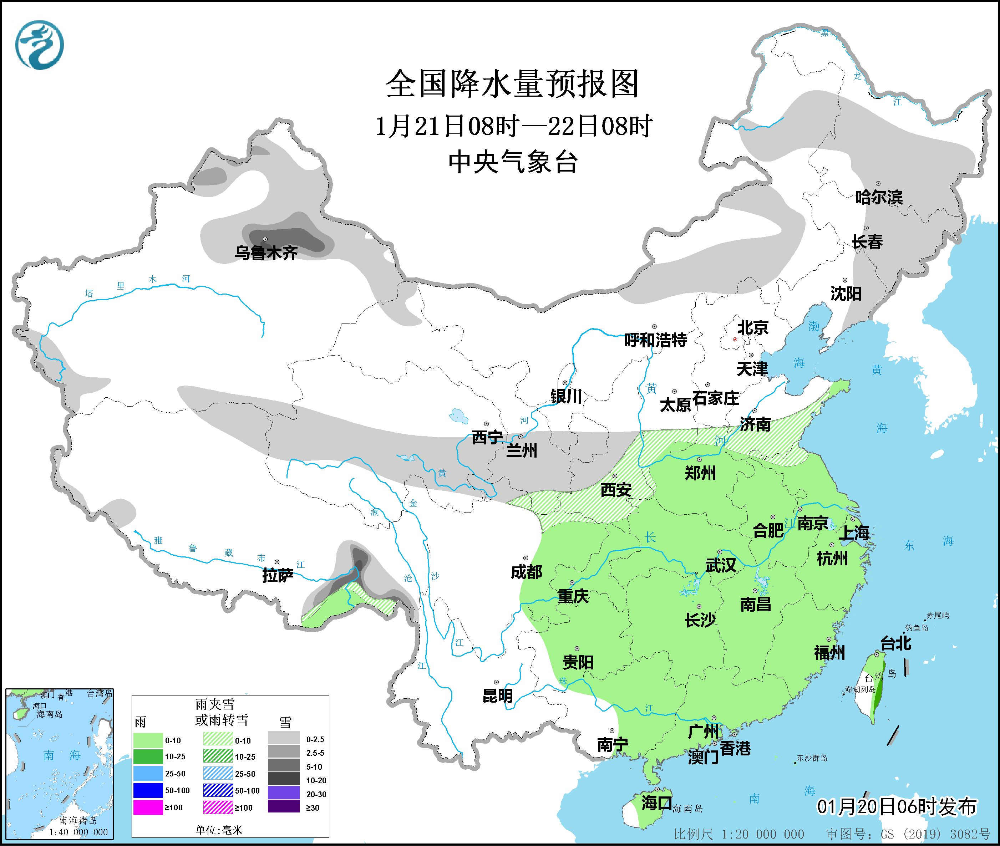 全国降水量预报图
1月21日08时—22日08时
中央气象台
黑
龙
江
哈尔滨
长春
沈阳
乌鲁木齐
塔 里 木 河
呼和浩特
北京
天津
渤
海
黄
海
银川
黄
太原
石家庄
济南
河
西宁
兰州
河
黄
西安
郑州
金
澜
合肥
江
南京
上海
长
东 海
雅 鲁 藏 布 江
拉萨
成都
沧
沙
武汉
杭州
重庆
南昌
长沙
赤尾屿
钓鱼岛
台北
江
福州
贵阳
江
台湾岛
澎湖列岛
珠
昆明
江
广州
南宁
香港
澳门
东沙群岛
南 海
海口
海南岛
澳门
香港
台湾岛
海口
海南岛
南 海
南海诸岛
1:40 000 000
雨
雨夹雪
或雨转雪
雪
0-10
10-25
25-50
50-100
≥100
0-10
10-25
25-50
50-100
≥100
0-2.5
2.5-5
5-10
10-20
20-30
≥30
单位:毫米
01月20日06时发布
比例尺 1:20 000 000 审图号: GS (2019) 3082号